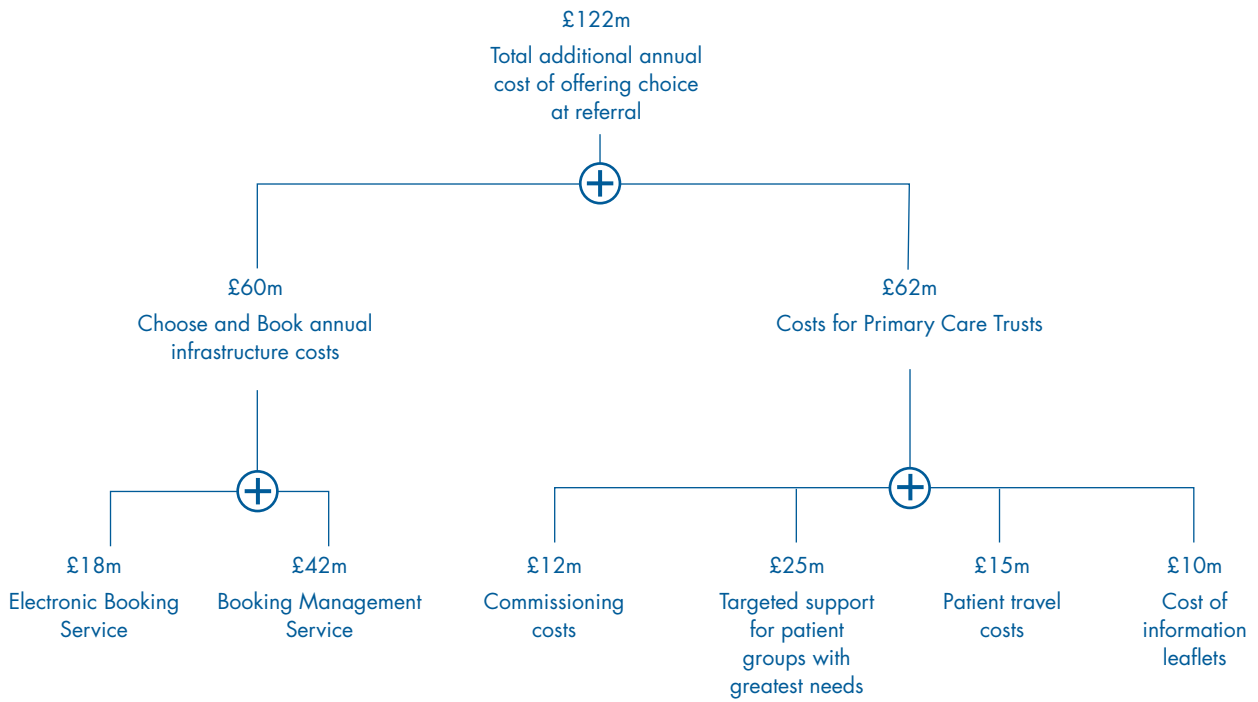 £122m
Total additional annual
cost of offering choice
at referral
£60m
Choose and Book annual
infrastructure costs
£62m
Costs for Primary Care Trusts
£18m
Electronic Booking
Service
£42m
Booking Management
Service
£12m
Commissioning
costs
£25m
Targeted support
for patient
groups with
greatest needs
£15m
Patient travel
costs
£10m
Cost of
information
leaflets